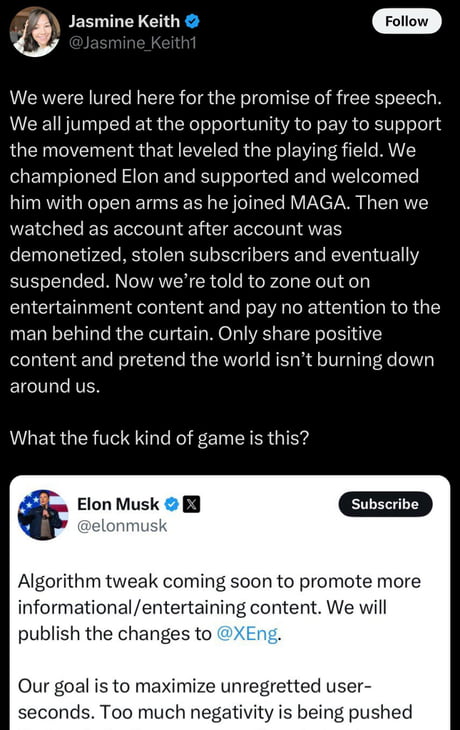 Jasmine Keith
Follow
@Jasmine_Keith1
We were lured here for the promise of free speech.
We all jumped at the opportunity to pay to support
the movement that leveled the playing field. We
championed Elon and supported and welcomed
him with open arms as he joined MAGA. Then we
watched as account after account was
demonetized, stolen subscribers and eventually
suspended. Now we’re told to zone out on
entertainment content and pay no attention to the
man behind the curtain. Only share positive
content and pretend the world isn’t burning down
around us.
What the fuck kind of game is this?
Elon Musk
Subscribe
@elonmusk
Algorithm tweak coming soon to promote more
informational/entertaining content. We will
publish the changes to @XEng.
Our goal is to maximize unregretted user-
seconds. Too much negativity is being pushed